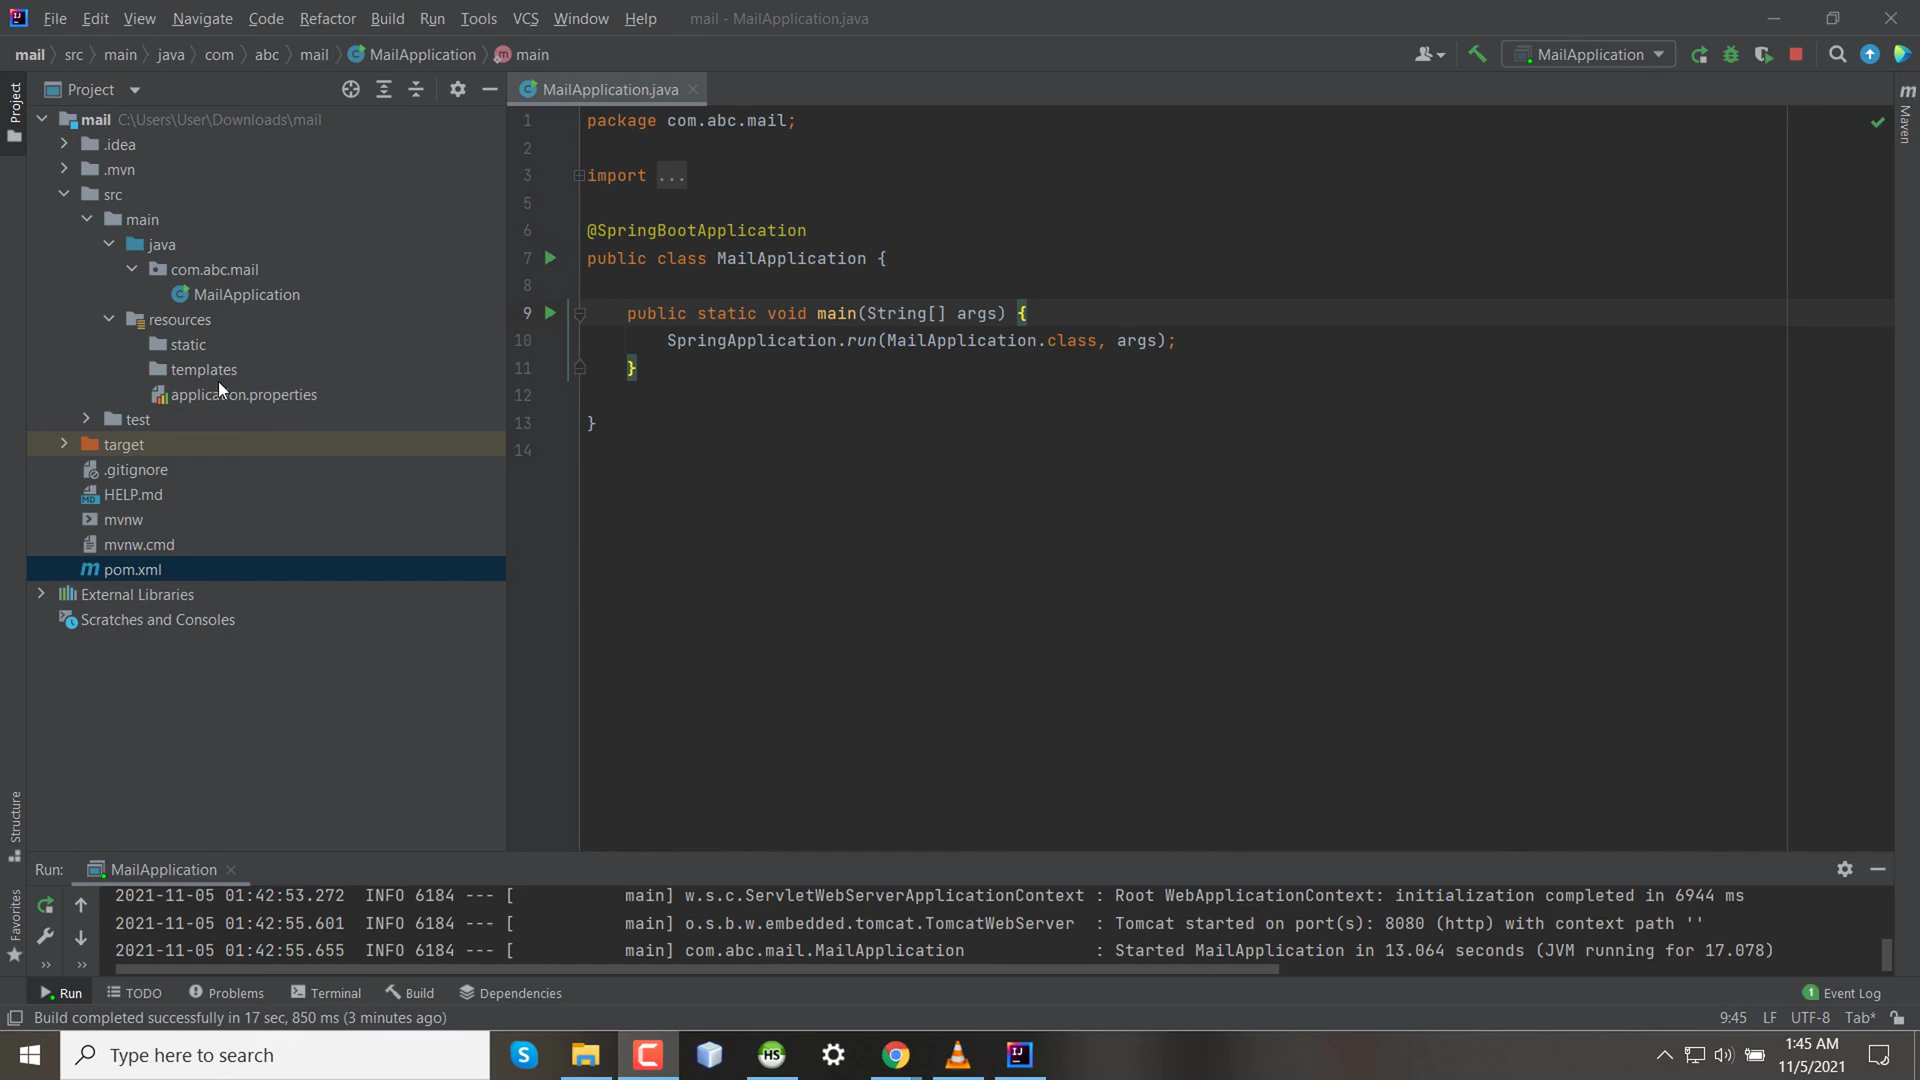 File Edit View Navigate Code Refactor Build Run Tools VCS Window Help mail - MailApplication.java
mail src main java com abc mail MailApplication main MailApplication
Project
Project
mail C:\Users\User\Downloads\mail
.idea
.mvn
src
main
java
com.abc.mail
MailApplication
resources
static
templates
application.properties
test
target
.gitignore
HELP.md
mvnw
mvnw.cmd
pom.xml
External Libraries
Scratches and Consoles
Structure
Favorites
MailApplication.java
1 package com.abc.mail;
2
3 import ...
5
6 @SpringBootApplication
7 public class MailApplication {
8
9 public static void main(String[] args) {
10 SpringApplication.run(MailApplication.class, args);
11 }
12
13 }
14
Maven
Run: MailApplication
2021-11-05 01:42:53.272 INFO 6184 --- [ main] w.s.c.ServletWebServerApplicationContext : Root WebApplicationContext: initialization completed in 6944 ms
2021-11-05 01:42:55.601 INFO 6184 --- [ main] o.s.b.w.embedded.tomcat.TomcatWebServer : Tomcat started on port(s): 8080 (http) with context path ''
2021-11-05 01:42:55.655 INFO 6184 --- [ main] com.abc.mail.MailApplication : Started MailApplication in 13.064 seconds (JVM running for 17.078)
Run TODO Problems Terminal Build Dependencies 1 Event Log
Build completed successfully in 17 sec, 850 ms (3 minutes ago) 9:45 LF UTF-8 Tab*
Type here to search
1:45 AM
11/5/2021